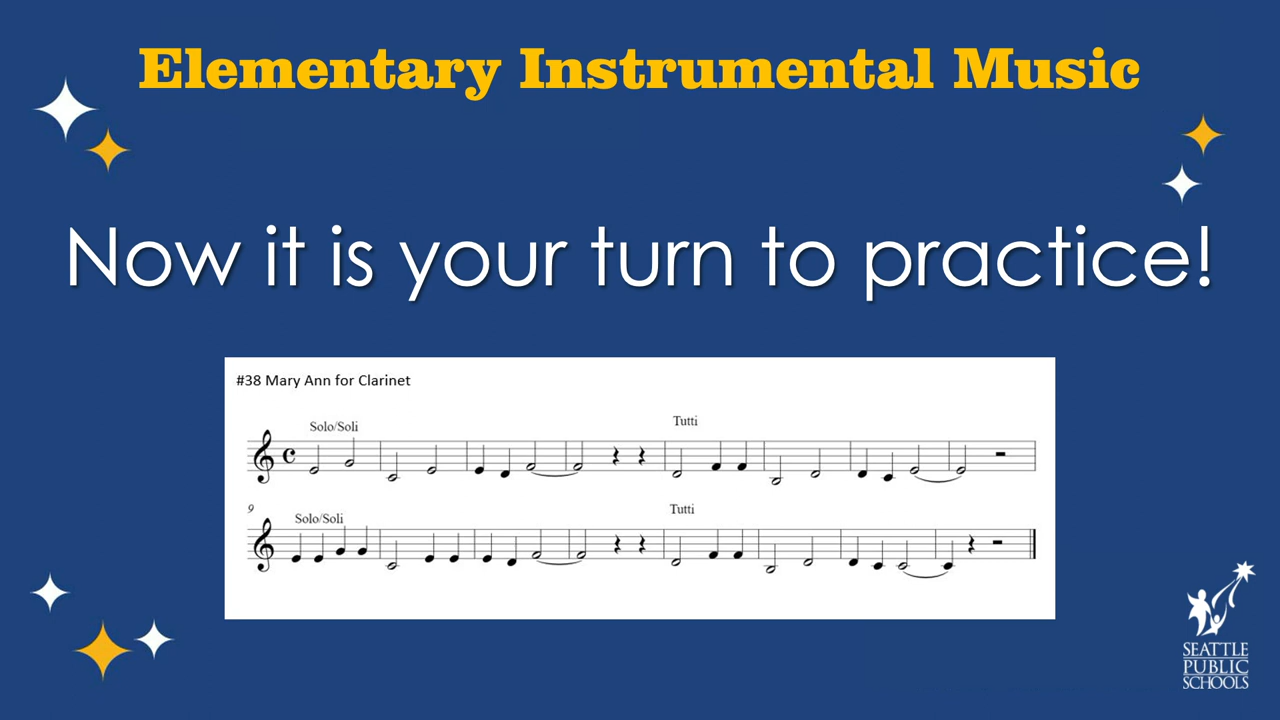 Elementary Instrumental Music
Now it is your turn to practice!
#38 Mary Ann for Clarinet
Solo/Soli
Tutti
9
Solo/Soli
Tutti
SEATTLE
PUBLIC
SCHOOLS